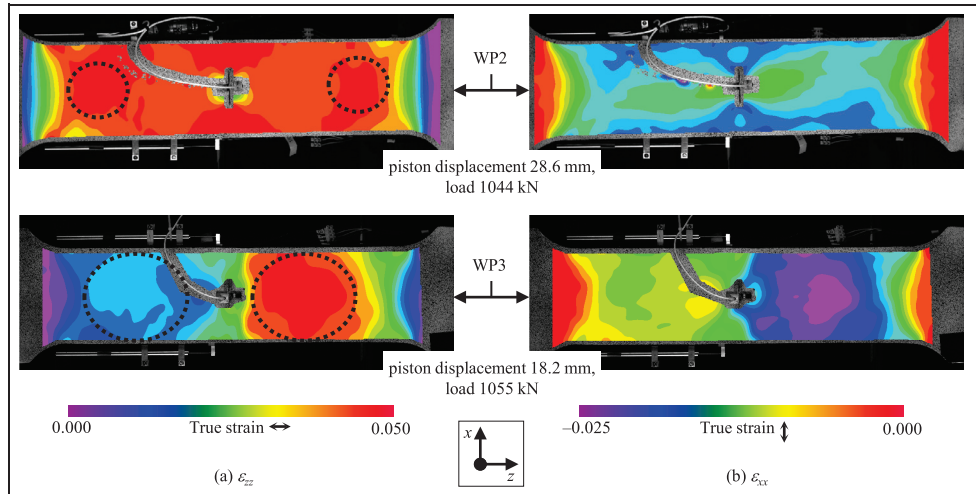 WP2
piston displacement 28.6 mm,
load 1044 kN
WP3
piston displacement 18.2 mm,
load 1055 kN
0.000 True strain ↔ 0.050
−0.025 True strain ↕ 0.000
x
z
(a) εzz
(b) εxx